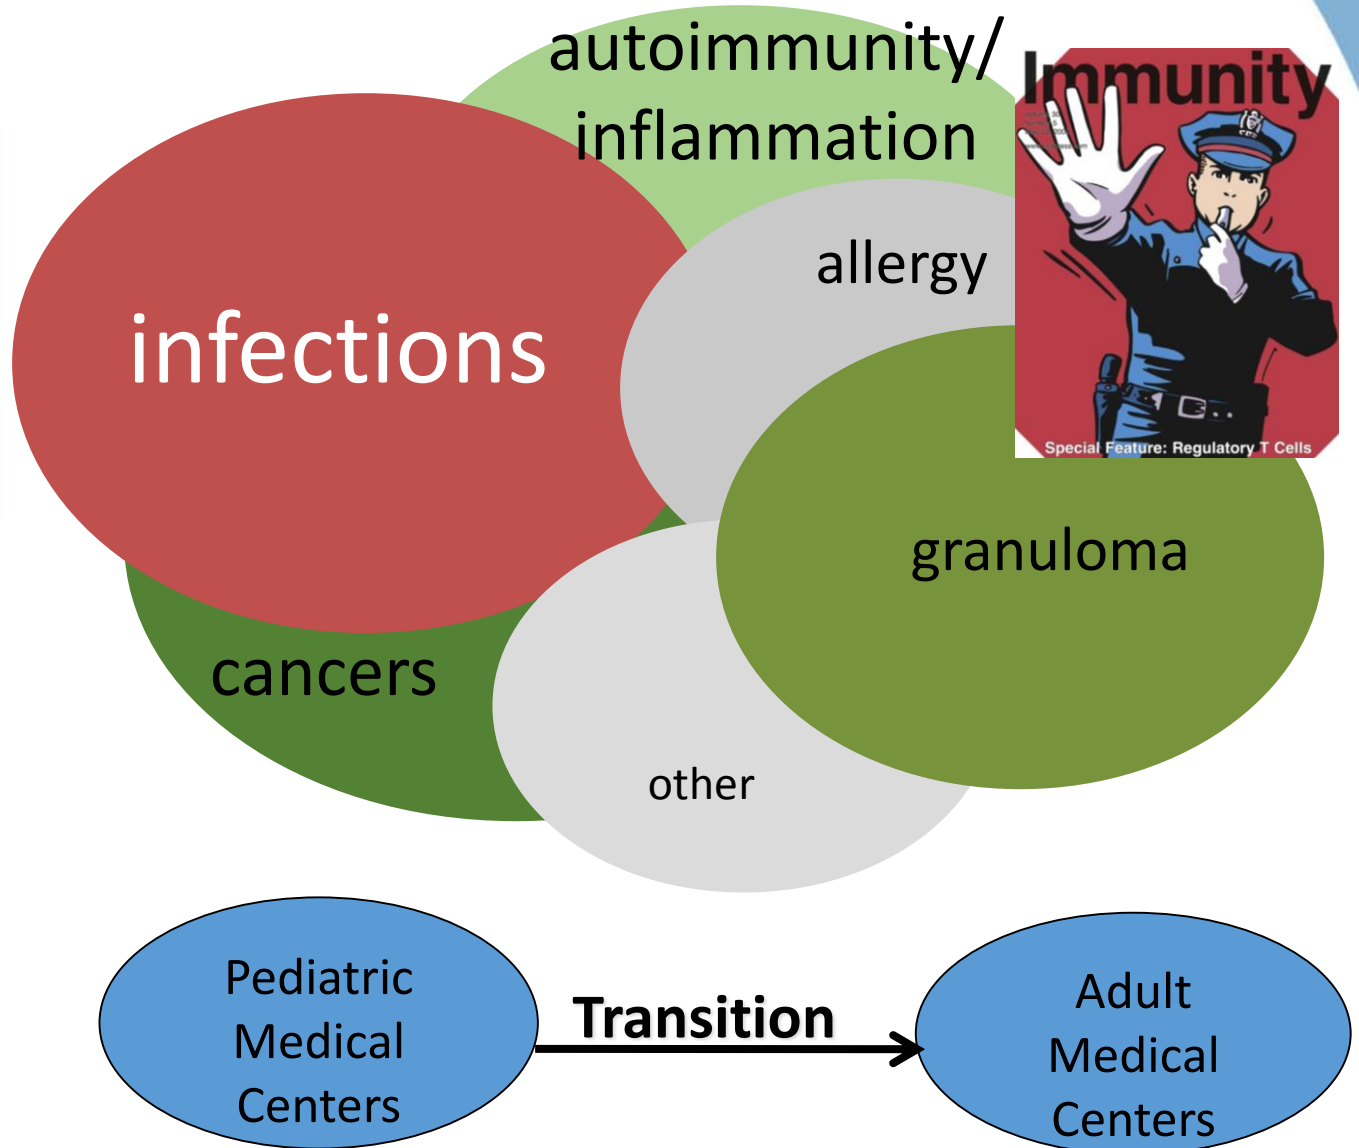 autoimmunity/
inflammation
Immunity
allergy
infections
Special Feature: Regulatory T Cells
granuloma
cancers
other
Pediatric
Medical
Centers
Transition
Adult
Medical
Centers